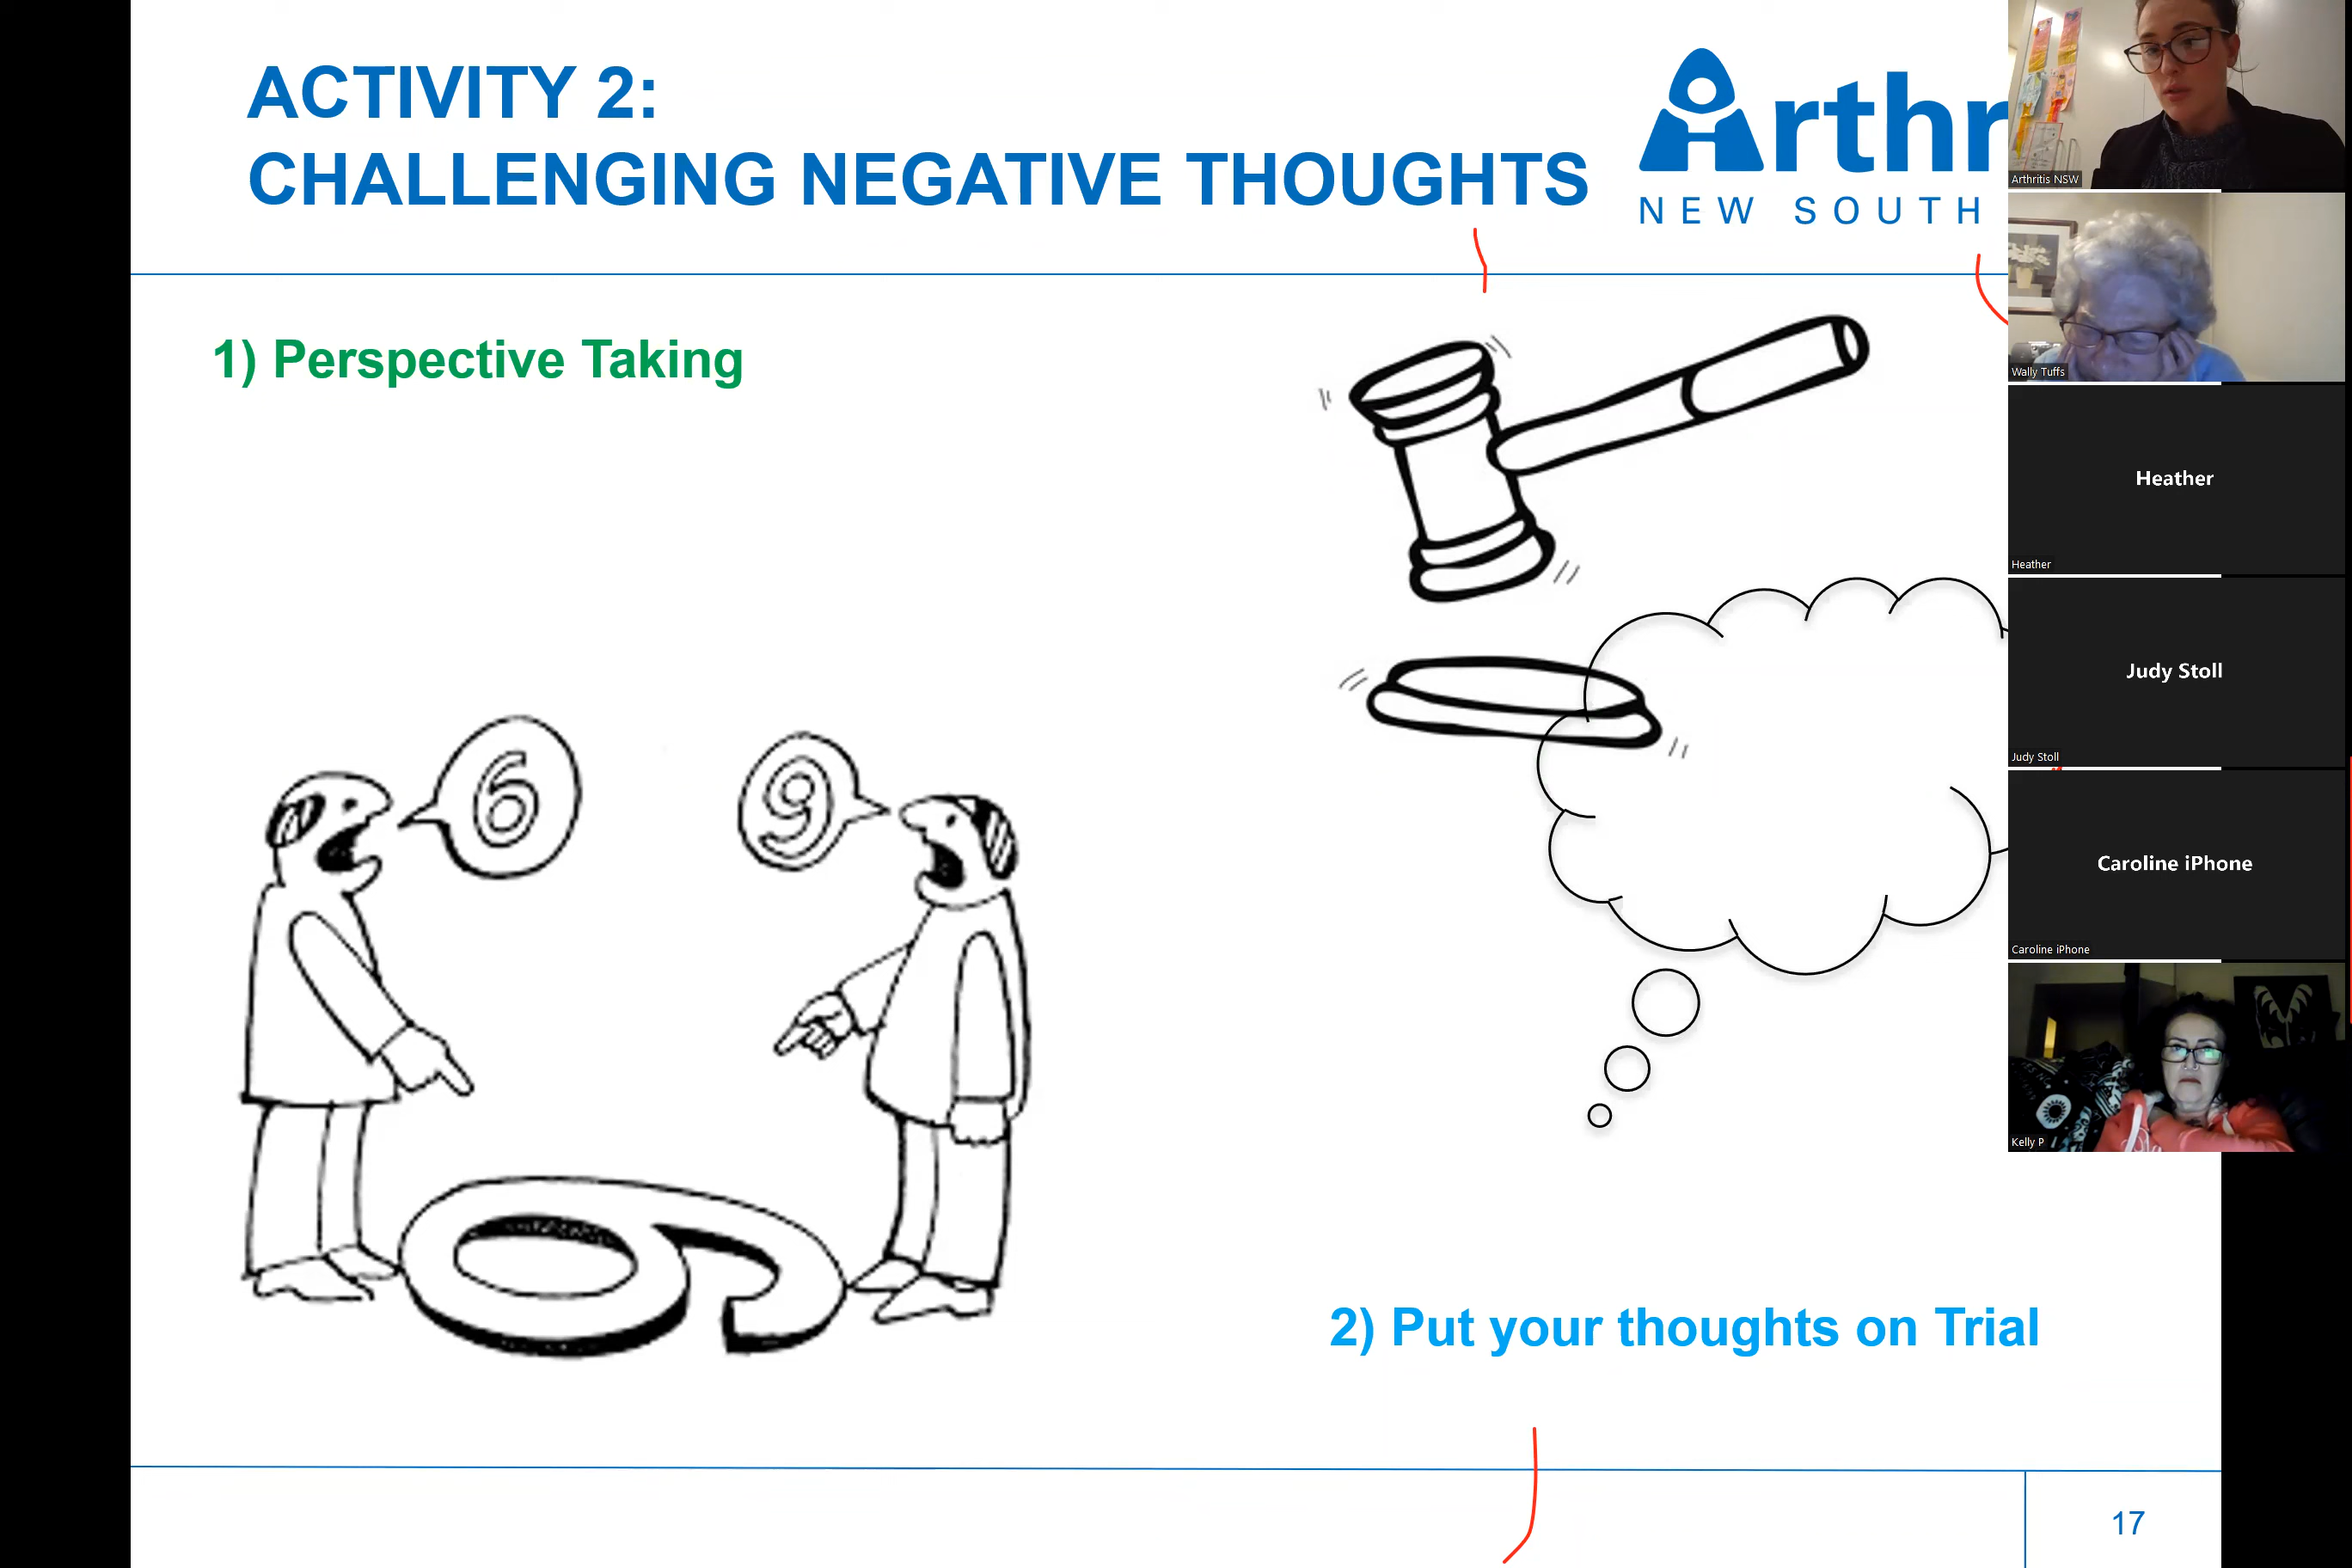 ACTIVITY 2:
CHALLENGING NEGATIVE THOUGHTS
Arthr
NEW SOUTH
1) Perspective Taking
6
9
2) Put your thoughts on Trial
17
Arthritis NSW
Wally Tuffs
Heather
Heather
Judy Stoll
Judy Stoll
Caroline iPhone
Caroline iPhone
Kelly P